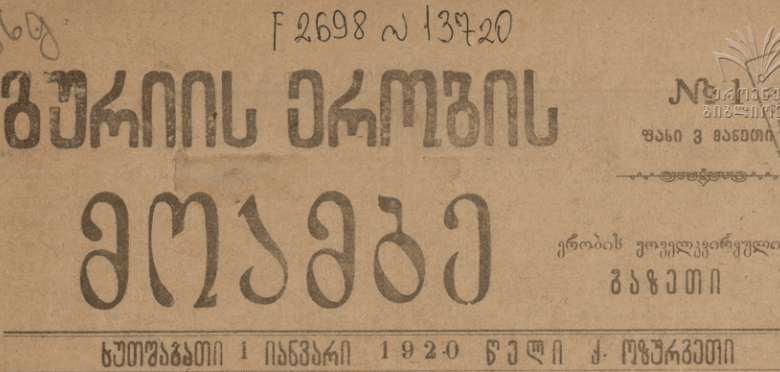 F 2698 № 13720
გურიის ერობის
მოამბე
№ 1
ფასი 3 მანეთი
ერობის ყოველკვირეული
გაზეთი
ხუთშაბათი 1 იანვარი 1920 წელი ქ. ოზურგეთი